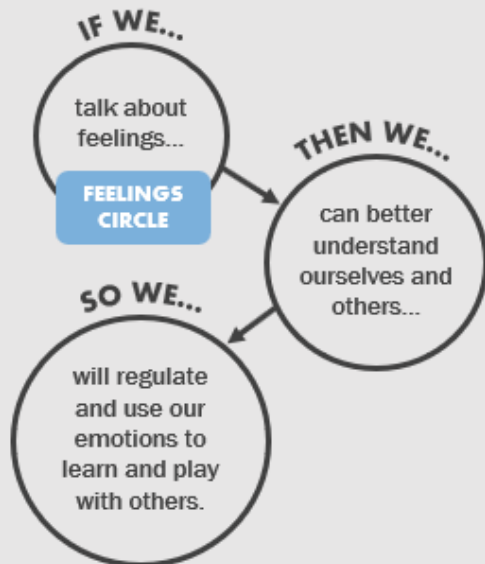 IF WE...
talk about
feelings...
FEELINGS
CIRCLE
THEN WE...
can better
understand
ourselves and
others...
SO WE...
will regulate
and use our
emotions to
learn and play
with others.